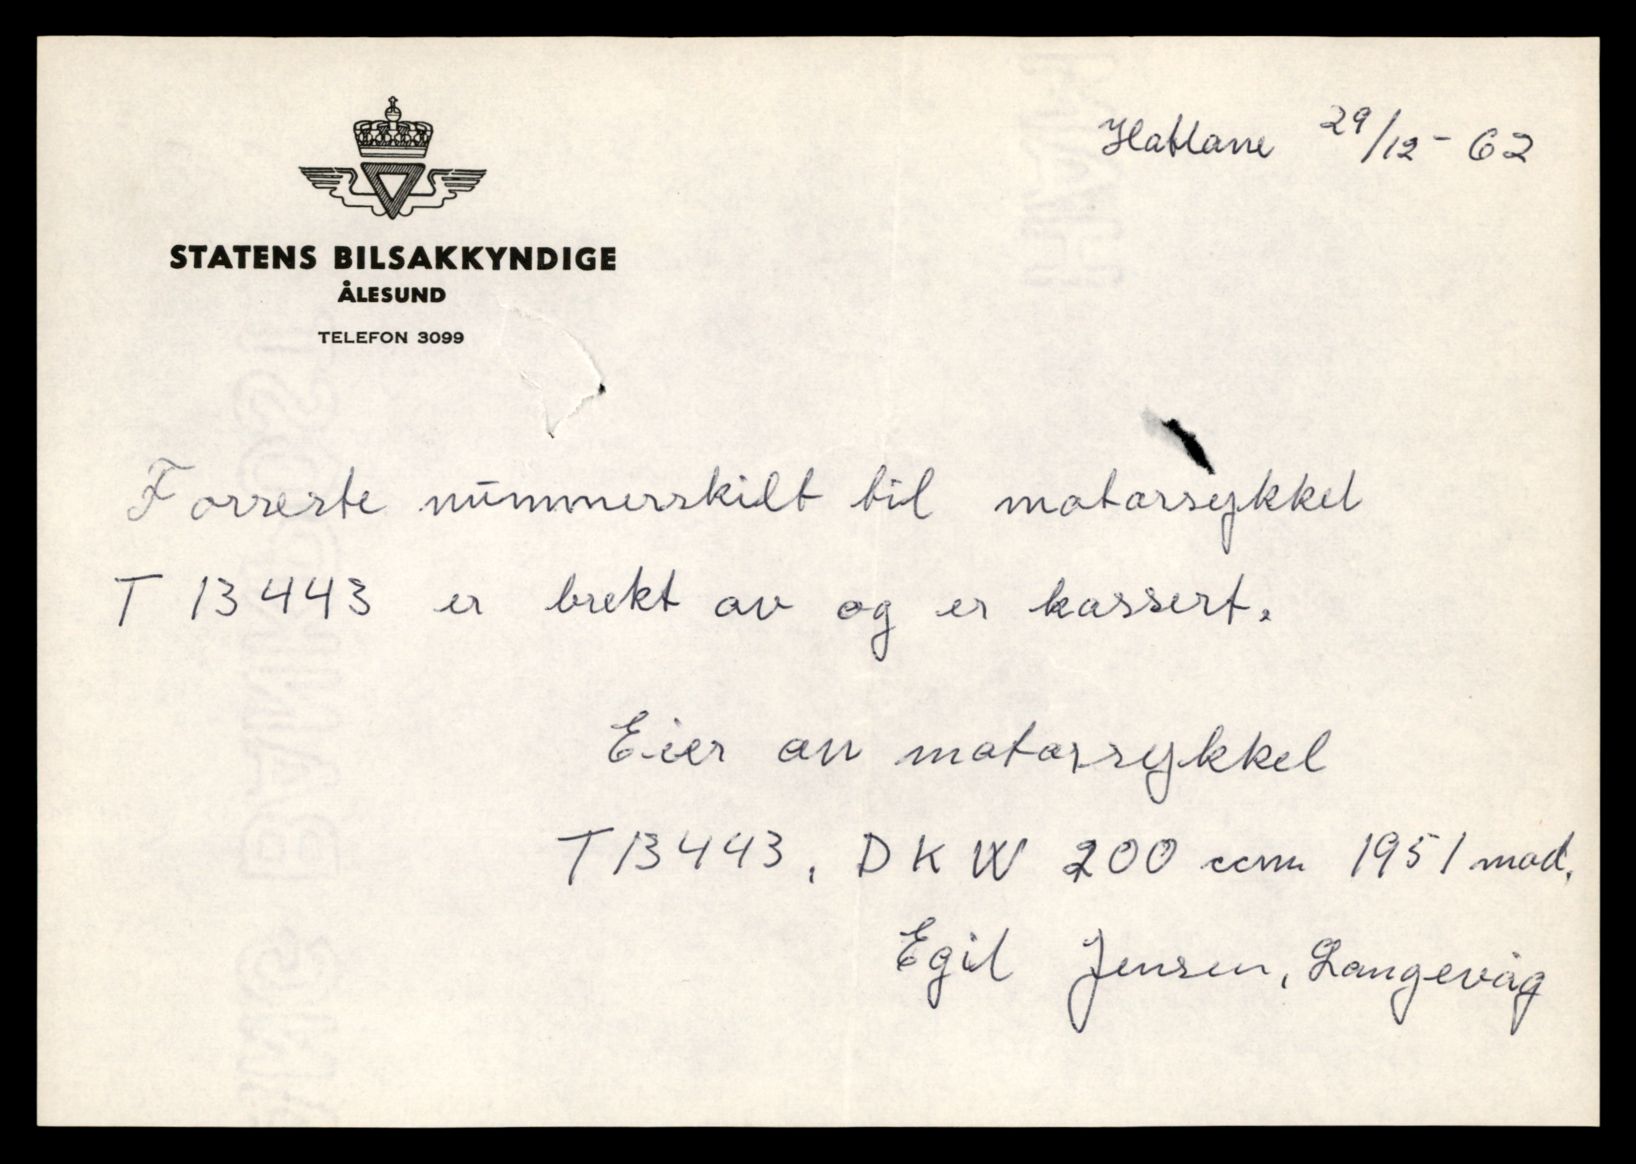 STATENS BILSAKKYNDIGE
ÅLESUND
TELEFON 3099
Hatlane 29/12 - 62
Forreste nummerskilt til motorsykkel
T 13443 er brekt av og er kassert.
Eier av motorsykkel
T 13443, DKW 200 ccm 1951 mod.
Egil Jensen, Langevåg